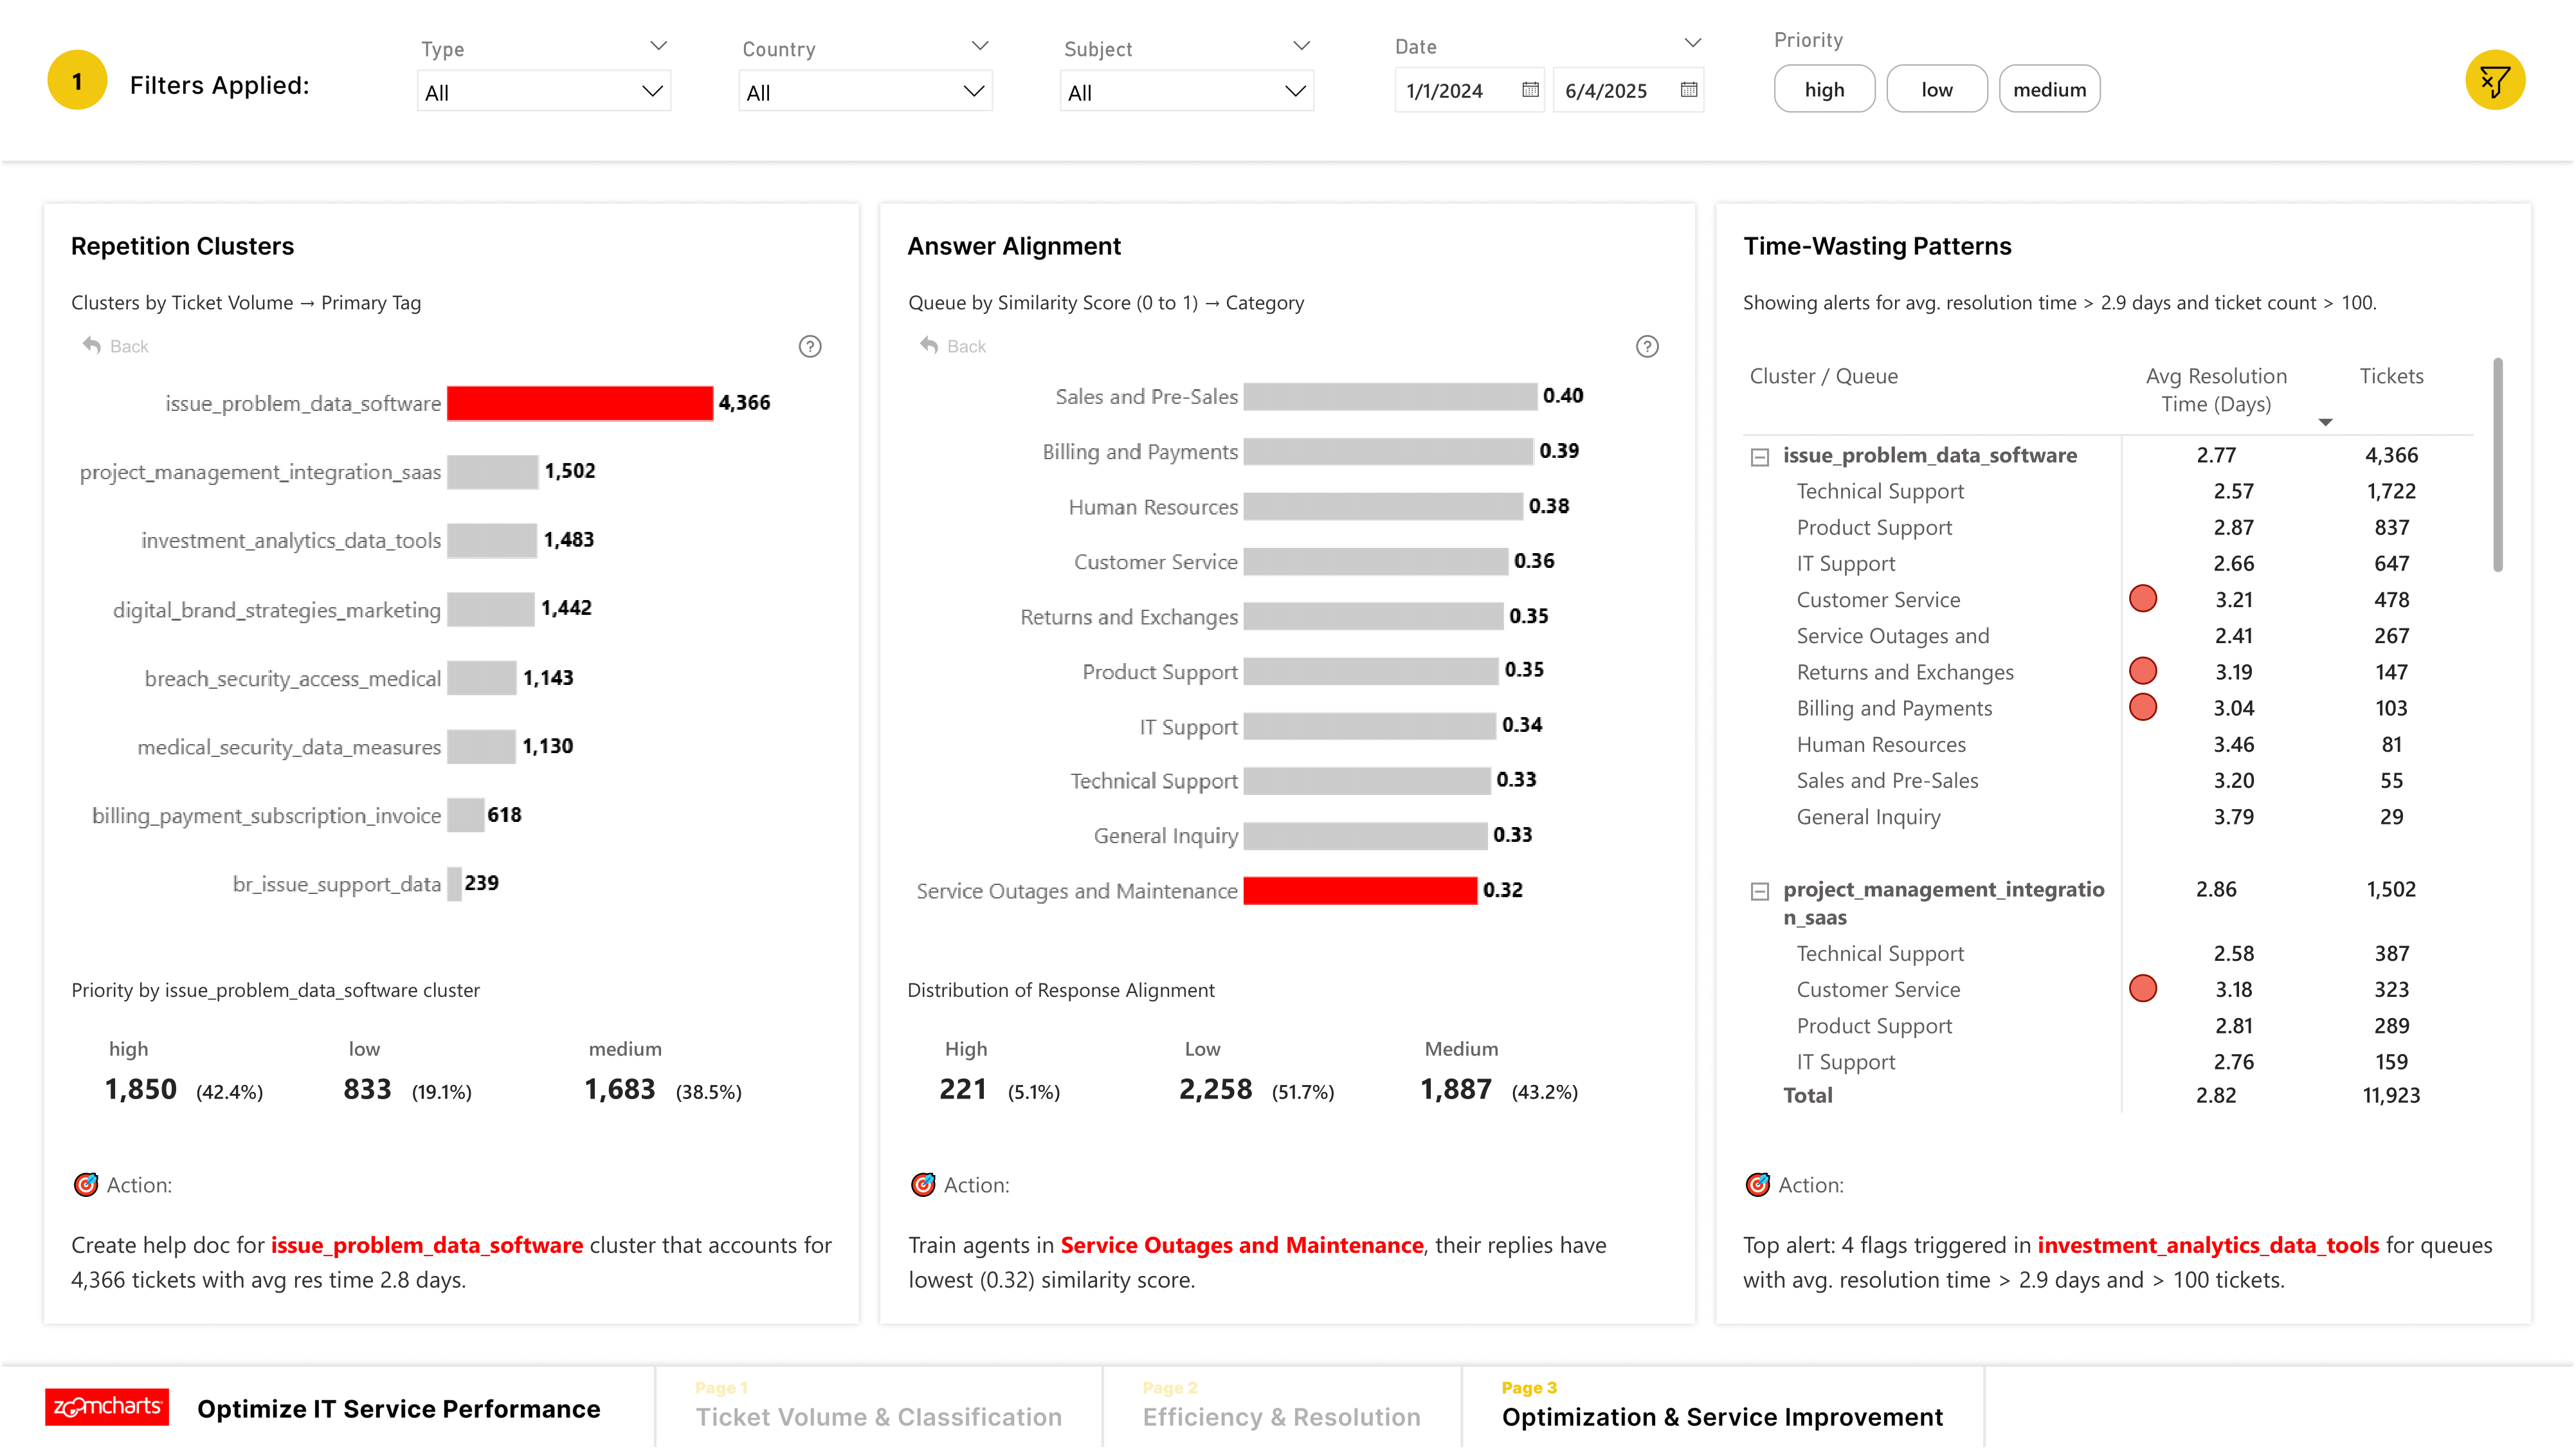 1
Filters Applied:
Type
All
Country
All
Subject
All
Date
1/1/2024
6/4/2025
Priority
high
low
medium
Repetition Clusters
Clusters by Ticket Volume → Primary Tag
Back
?
issue_problem_data_software 4,366
project_management_integration_saas 1,502
investment_analytics_data_tools 1,483
digital_brand_strategies_marketing 1,442
breach_security_access_medical 1,143
medical_security_data_measures 1,130
billing_payment_subscription_invoice 618
br_issue_support_data 239
Priority by issue_problem_data_software cluster
high low medium
1,850 (42.4%) 833 (19.1%) 1,683 (38.5%)
Action:
Create help doc for issue_problem_data_software cluster that accounts for
4,366 tickets with avg res time 2.8 days.
Answer Alignment
Queue by Similarity Score (0 to 1) → Category
Back
?
Sales and Pre-Sales 0.40
Billing and Payments 0.39
Human Resources 0.38
Customer Service 0.36
Returns and Exchanges 0.35
Product Support 0.35
IT Support 0.34
Technical Support 0.33
General Inquiry 0.33
Service Outages and Maintenance 0.32
Distribution of Response Alignment
High Low Medium
221 (5.1%) 2,258 (51.7%) 1,887 (43.2%)
Action:
Train agents in Service Outages and Maintenance, their replies have
lowest (0.32) similarity score.
Time-Wasting Patterns
Showing alerts for avg. resolution time > 2.9 days and ticket count > 100.
Cluster / Queue Avg Resolution Tickets
Time (Days)
issue_problem_data_software 2.77 4,366
Technical Support 2.57 1,722
Product Support 2.87 837
IT Support 2.66 647
Customer Service 3.21 478
Service Outages and 2.41 267
Returns and Exchanges 3.19 147
Billing and Payments 3.04 103
Human Resources 3.46 81
Sales and Pre-Sales 3.20 55
General Inquiry 3.79 29
project_management_integratio 2.86 1,502
n_saas
Technical Support 2.58 387
Customer Service 3.18 323
Product Support 2.81 289
IT Support 2.76 159
Total 2.82 11,923
Action:
Top alert: 4 flags triggered in investment_analytics_data_tools for queues
with avg. resolution time > 2.9 days and > 100 tickets.
zoomcharts
Optimize IT Service Performance
Page 1
Ticket Volume & Classification
Page 2
Efficiency & Resolution
Page 3
Optimization & Service Improvement